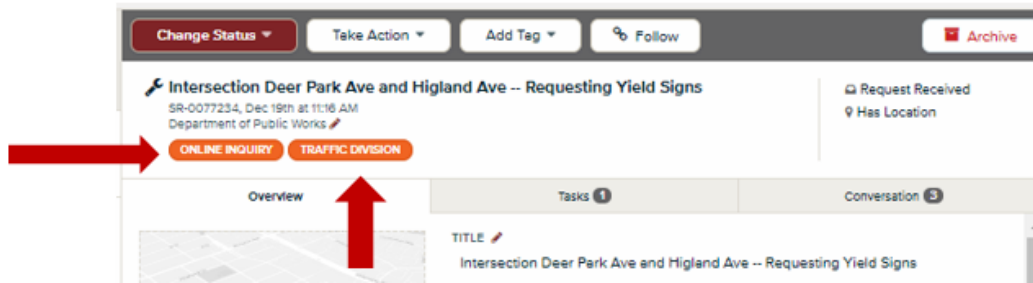 Change Status Take Action Add Tag Follow Archive
Intersection Deer Park Ave and Higland Ave -- Requesting Yield Signs
SR-0077234, Dec 19th at 11:16 AM
Department of Public Works
ONLINE INQUIRY TRAFFIC DIVISION
Request Received
Has Location
Overview Tasks 1 Conversation 3
TITLE
Intersection Deer Park Ave and Higland Ave -- Requesting Yield Signs